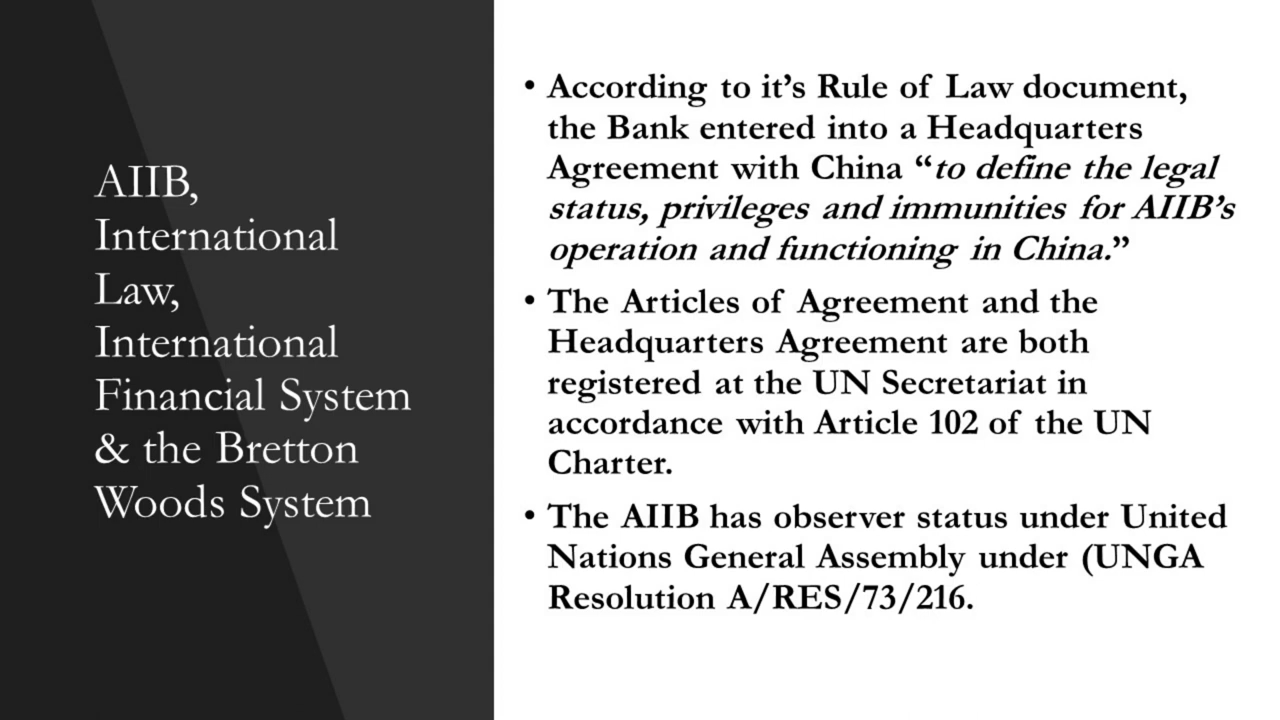 AIIB,
International
Law,
International
Financial System
& the Bretton
Woods System
• According to it’s Rule of Law document,
the Bank entered into a Headquarters
Agreement with China “to define the legal
status, privileges and immunities for AIIB’s
operation and functioning in China.”
• The Articles of Agreement and the
Headquarters Agreement are both
registered at the UN Secretariat in
accordance with Article 102 of the UN
Charter.
• The AIIB has observer status under United
Nations General Assembly under (UNGA
Resolution A/RES/73/216.